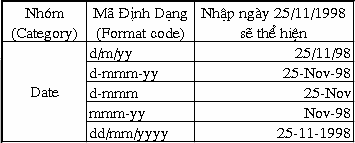 Nhóm Mã Định Dạng Nhập ngày 25/11/1998
(Category) (Format code) sẽ thể hiện
d/m/yy 25/11/98
d-mmm-yy 25-Nov-98
Date d-mmm 25-Nov
mmm-yy Nov-98
dd/mm/yyyy 25-11-1998